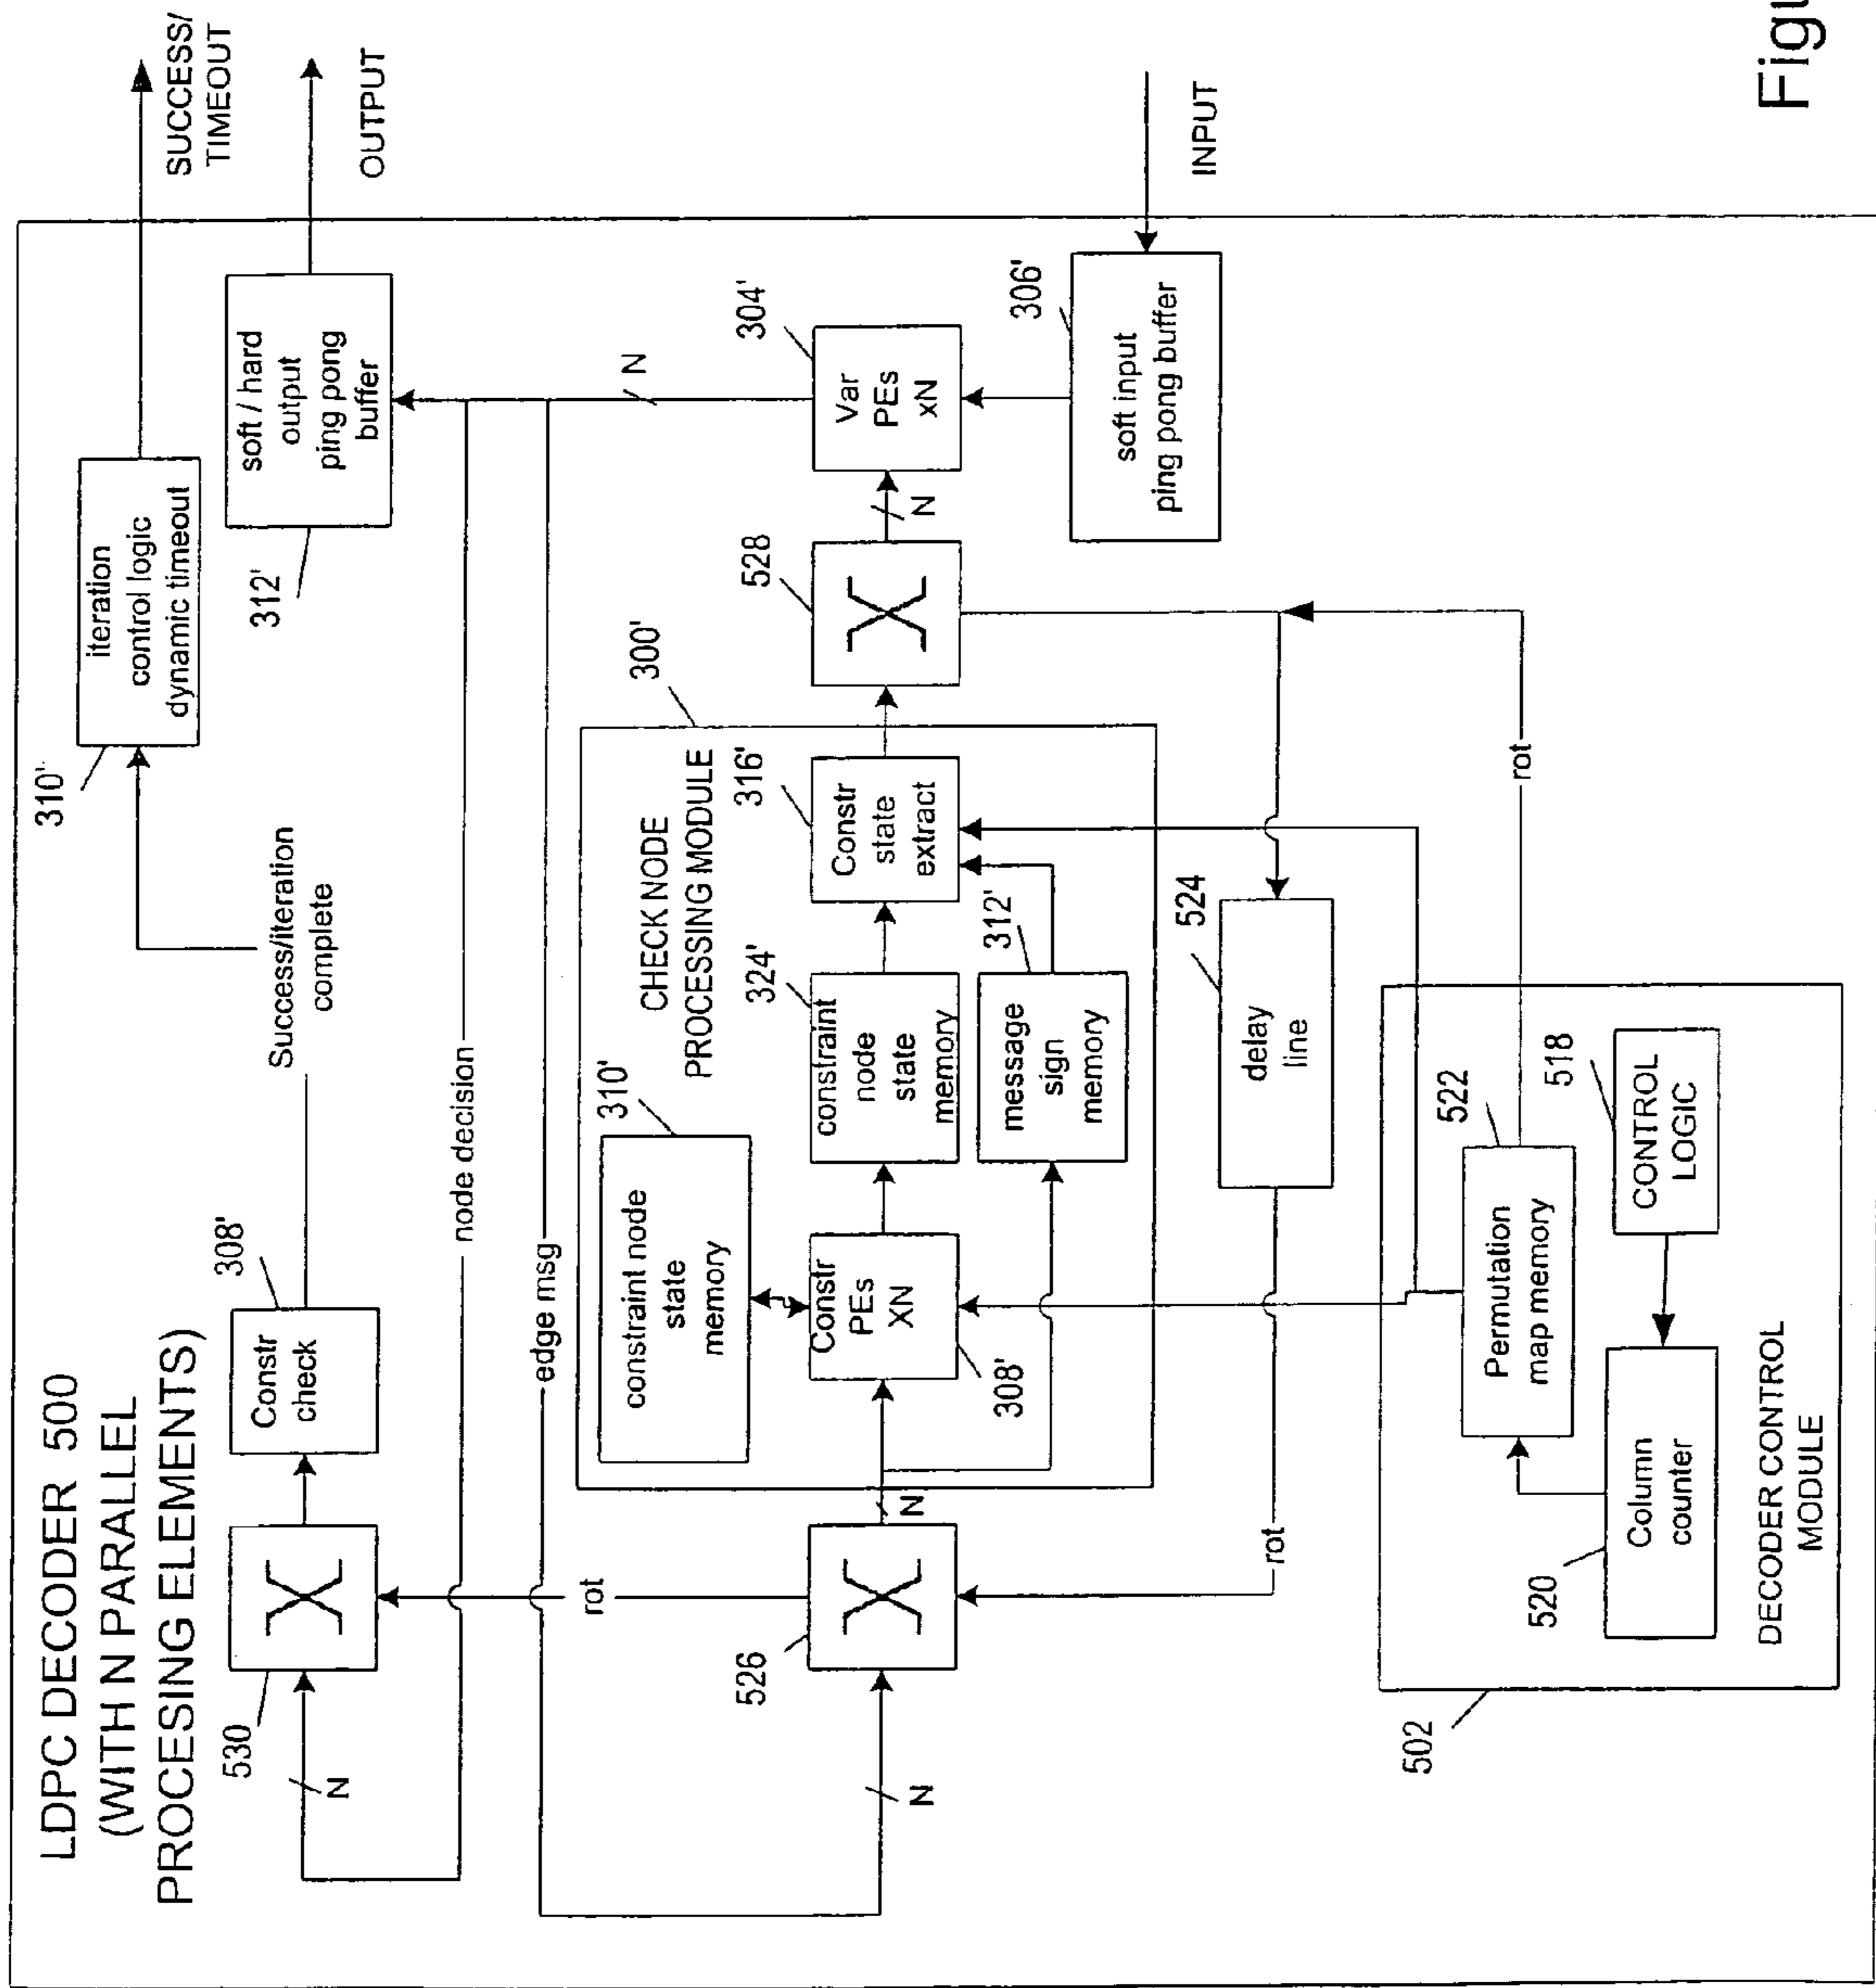 LDPC DECODER 500
(WITH N PARALLEL
PROCESSING ELEMENTS)
530
N
308'
Constr
check
Success/iteration
complete
310'
iteration
control logic
dynamic timeout
SUCCESS/
TIMEOUT
312'
soft / hard
output
ping pong
buffer
OUTPUT
node decision
edge msg
N
rot
526
N
N
300'
CHECK NODE
PROCESSING MODULE
310'
constraint node
state
memory
Constr
PEs
XN
308'
324'
constraint
node
state
memory
312'
message
sign
memory
316'
Constr
state
extract
528
N
304'
Var
PEs
xN
306'
soft input
ping pong buffer
INPUT
524
delay
line
rot
rot
502
DECODER CONTROL
MODULE
520
Column
counter
522
Permutation
map memory
518
CONTROL
LOGIC